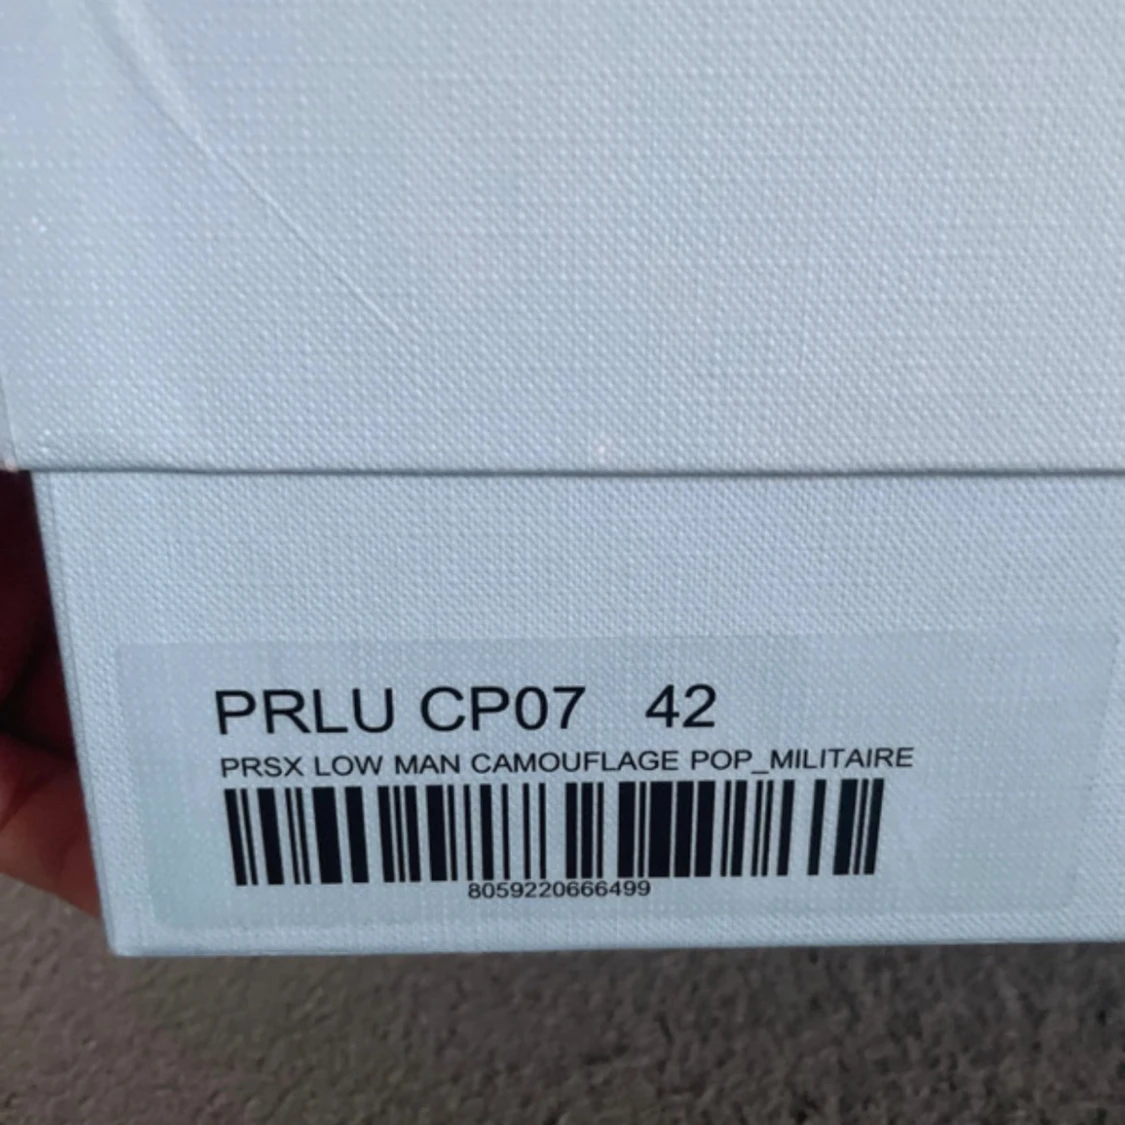 PRLU CP07 42
PRSX LOW MAN CAMOUFLAGE POP_MILITAIRE
8059220666499